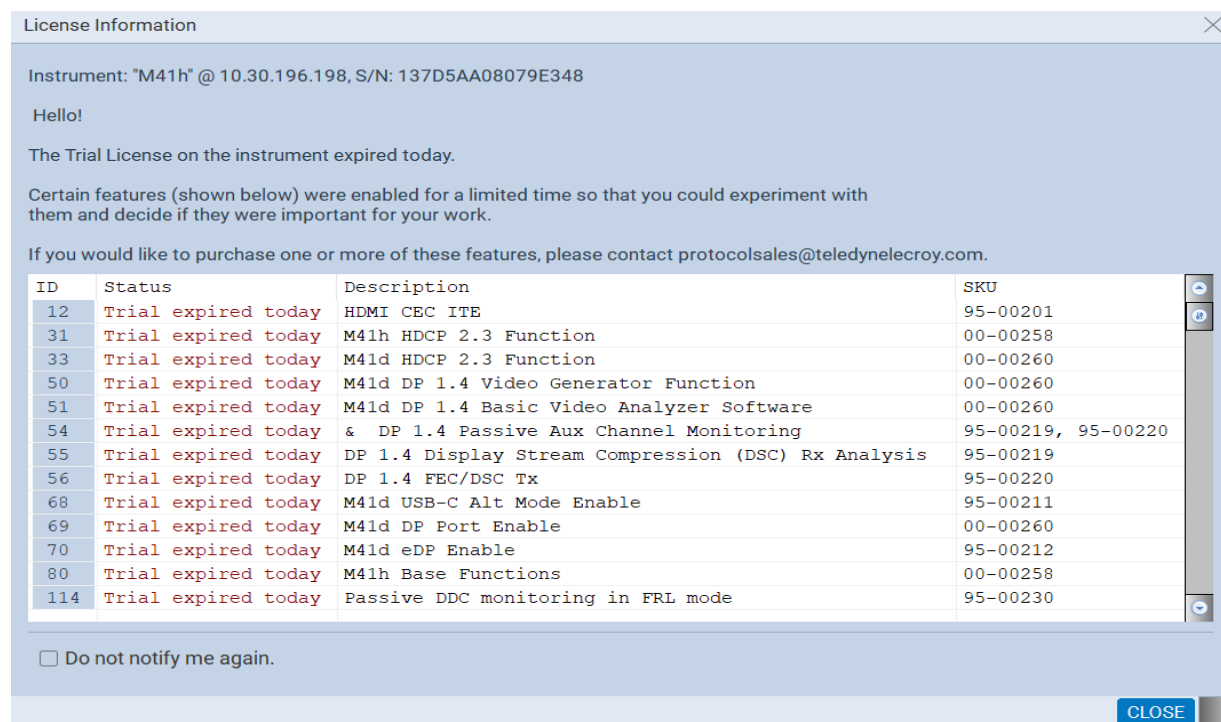 License Information
Instrument: "M41h" @ 10.30.196.198, S/N: 137D5AA08079E348
Hello!
The Trial License on the instrument expired today.
Certain features (shown below) were enabled for a limited time so that you could experiment with
them and decide if they were important for your work.
If you would like to purchase one or more of these features, please contact protocolsales@teledynelecroy.com.
ID Status Description SKU
12 Trial expired today HDMI CEC ITE 95-00201
31 Trial expired today M41h HDCP 2.3 Function 00-00258
33 Trial expired today M41d HDCP 2.3 Function 00-00260
50 Trial expired today M41d DP 1.4 Video Generator Function 00-00260
51 Trial expired today M41d DP 1.4 Basic Video Analyzer Software 00-00260
54 Trial expired today & DP 1.4 Passive Aux Channel Monitoring 95-00219, 95-00220
55 Trial expired today DP 1.4 Display Stream Compression (DSC) Rx Analysis 95-00219
56 Trial expired today DP 1.4 FEC/DSC Tx 95-00220
68 Trial expired today M41d USB-C Alt Mode Enable 95-00211
69 Trial expired today M41d DP Port Enable 00-00260
70 Trial expired today M41d eDP Enable 95-00212
80 Trial expired today M41h Base Functions 00-00258
114 Trial expired today Passive DDC monitoring in FRL mode 95-00230
Do not notify me again.
CLOSE